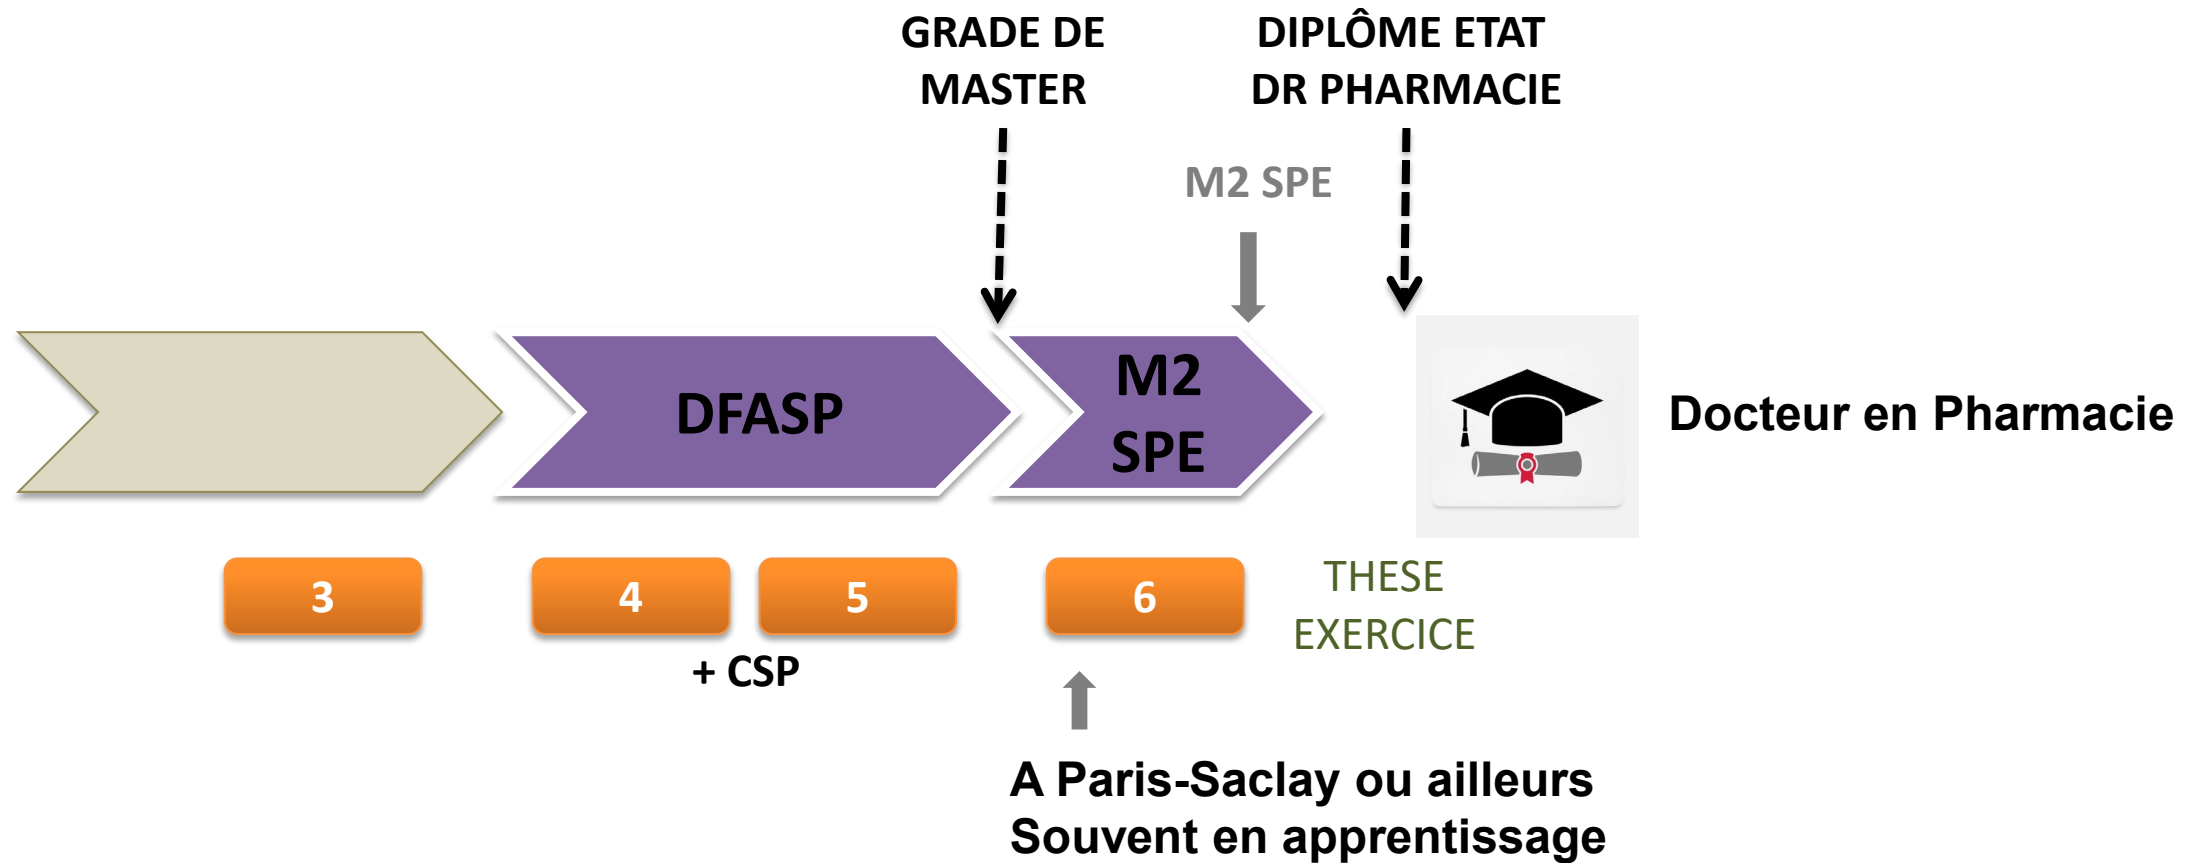 GRADE DE
MASTER
DIPLÔME ETAT
DR PHARMACIE
M2 SPE
DFASP
M2
SPE
Docteur en Pharmacie
3
4
5
6
+ CSP
THESE
EXERCICE
A Paris-Saclay ou ailleurs
Souvent en apprentissage